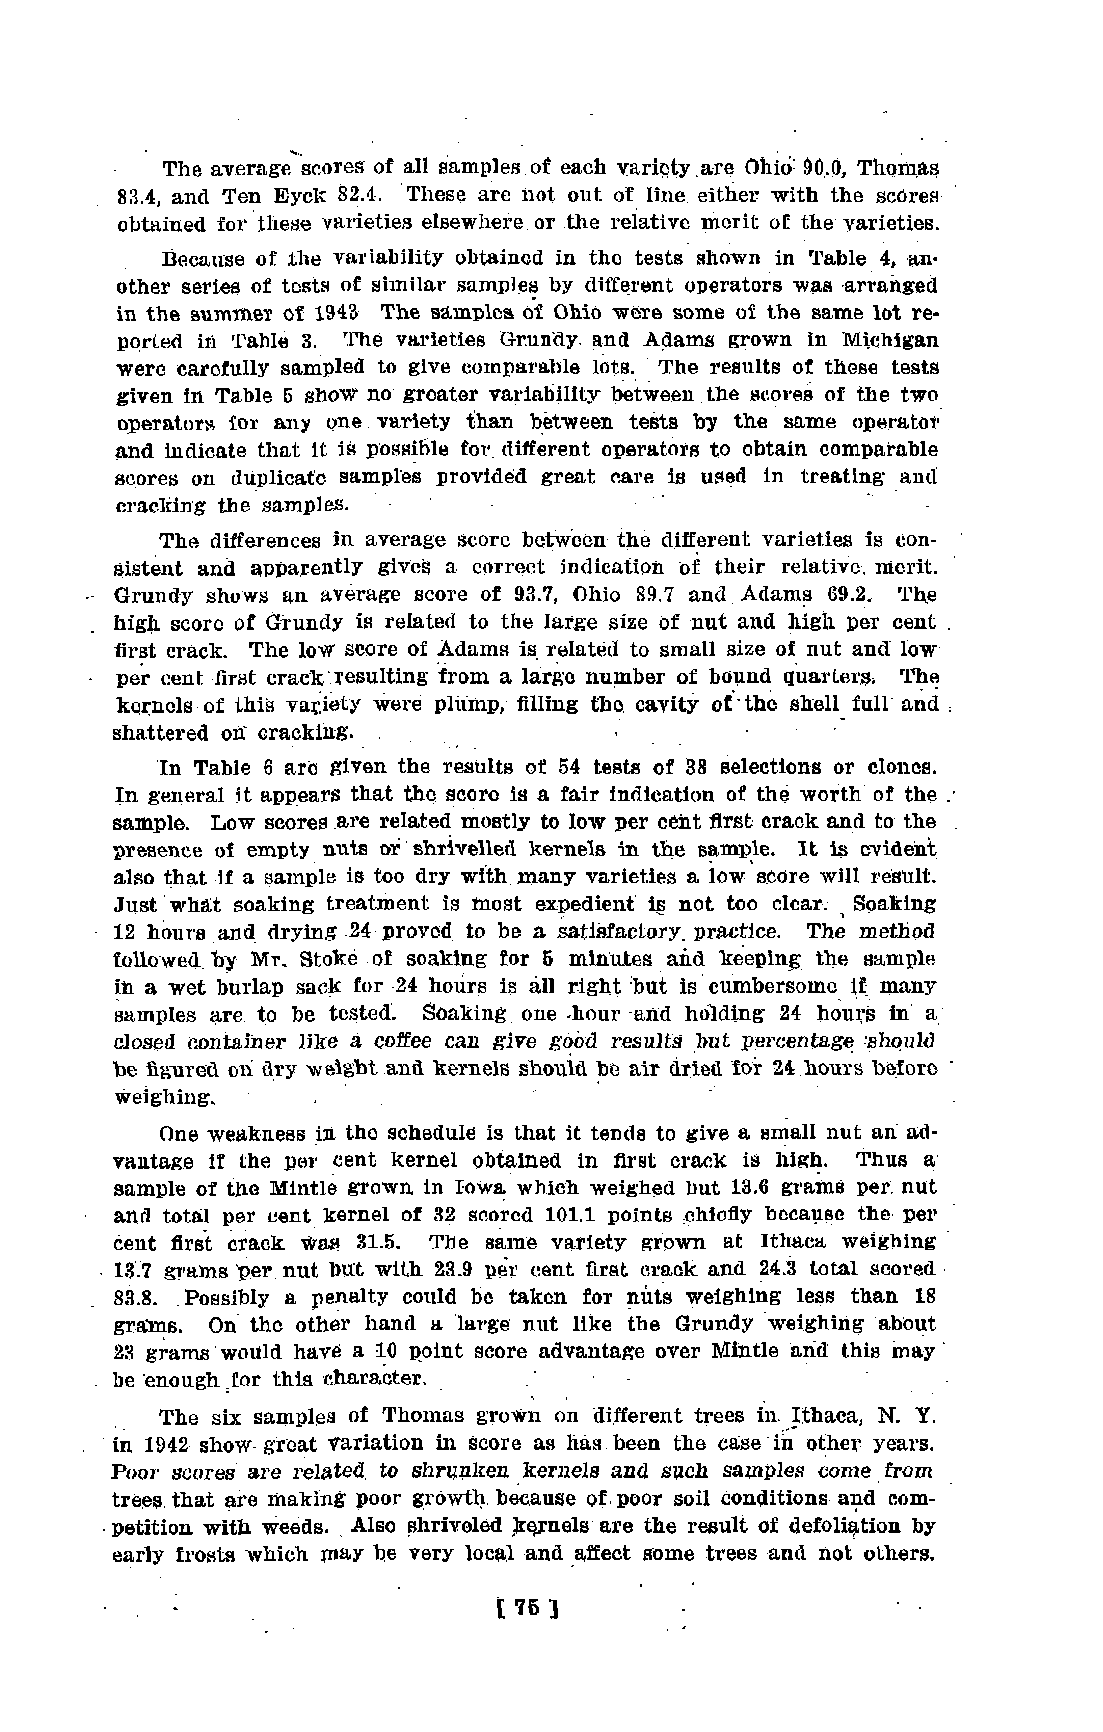 The average scores of all samples of each variety are Ohio 90.0, Thomas
83.4, and Ten Eyck 82.4. These are not out of line either with the scores
obtained for these varieties elsewhere or the relative merit of the varieties.
Because of the variability obtained in the tests shown in Table 4, an-
other series of tests of similar samples by different operators was arranged
in the summer of 1943 The samples of Ohio were some of the same lot re-
ported in Table 3. The varieties Grundy and Adams grown in Michigan
were carefully sampled to give comparable lots. The results of these tests
given in Table 5 show no greater variability between the scores of the two
operators for any one variety than between tests by the same operator
and indicate that it is possible for different operators to obtain comparable
scores on duplicate samples provided great care is used in treating and
cracking the samples.
The differences in average score between the different varieties is con-
sistent and apparently gives a correct indication of their relative merit.
Grundy shows an average score of 93.7, Ohio 89.7 and Adams 69.2. The
high score of Grundy is related to the large size of nut and high per cent
first crack. The low score of Adams is related to small size of nut and low
per cent first crack resulting from a large number of bound quarters. The
kernels of this variety were plump, filling the cavity of the shell full and
shattered on cracking.
In Table 6 are given the results of 54 tests of 38 selections or clones.
In general it appears that the score is a fair indication of the worth of the
sample. Low scores are related mostly to low per cent first crack and to the
presence of empty nuts or shrivelled kernels in the sample. It is evident
also that if a sample is too dry with many varieties a low score will result.
Just what soaking treatment is most expedient is not too clear. Soaking
12 hours and drying 24 proved to be a satisfactory practice. The method
followed by Mr. Stoke of soaking for 5 minutes and keeping the sample
in a wet burlap sack for 24 hours is all right but is cumbersome if many
samples are to be tested. Soaking one hour and holding 24 hours in a
closed container like a coffee can give good results but percentage should
be figured on dry weight and kernels should be air dried for 24 hours before
weighing.
One weakness in the schedule is that it tends to give a small nut an ad-
vantage if the per cent kernel obtained in first crack is high. Thus a
sample of the Mintle grown in Iowa which weighed but 13.6 grams per nut
and total per cent kernel of 32 scored 101.1 points chiefly because the per
cent first crack was 31.5. The same variety grown at Ithaca weighing
13.7 grams per nut but with 23.9 per cent first crack and 24.3 total scored
83.8. Possibly a penalty could be taken for nuts weighing less than 18
grams. On the other hand a large nut like the Grundy weighing about
23 grams would have a 10 point score advantage over Mintle and this may
be enough for this character.
The six samples of Thomas grown on different trees in Ithaca, N. Y.
in 1942 show great variation in score as has been the case in other years.
Poor scores are related to shrunken kernels and such samples come from
trees that are making poor growth because of poor soil conditions and com-
petition with weeds. Also shriveled kernels are the result of defoliation by
early frosts which may be very local and affect some trees and not others.
[ 75 ]